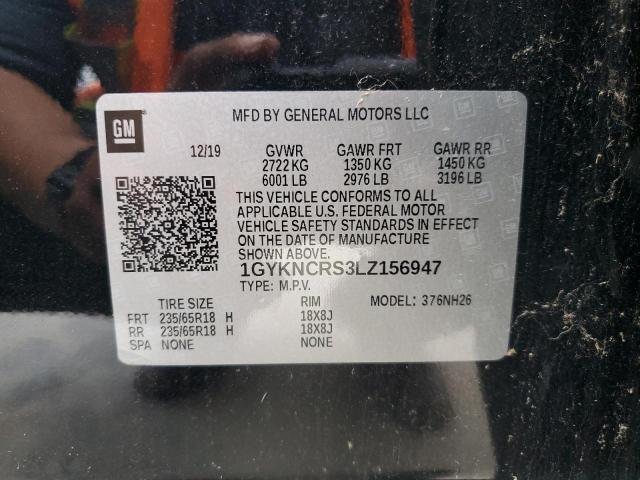 GM
MFD BY GENERAL MOTORS LLC
12/19 GVWR GAWR FRT GAWR RR
2722 KG 1350 KG 1450 KG
6001 LB 2976 LB 3196 LB
THIS VEHICLE CONFORMS TO ALL
APPLICABLE U.S. FEDERAL MOTOR
VEHICLE SAFETY STANDARDS IN EFFECT
ON THE DATE OF MANUFACTURE
SHOWN ABOVE.
1GYKNCRS3LZ156947
TYPE: M.P.V.
TIRE SIZE RIM MODEL: 376NH26
FRT 235/65R18 H 18X8J
RR 235/65R18 H 18X8J
SPA NONE NONE